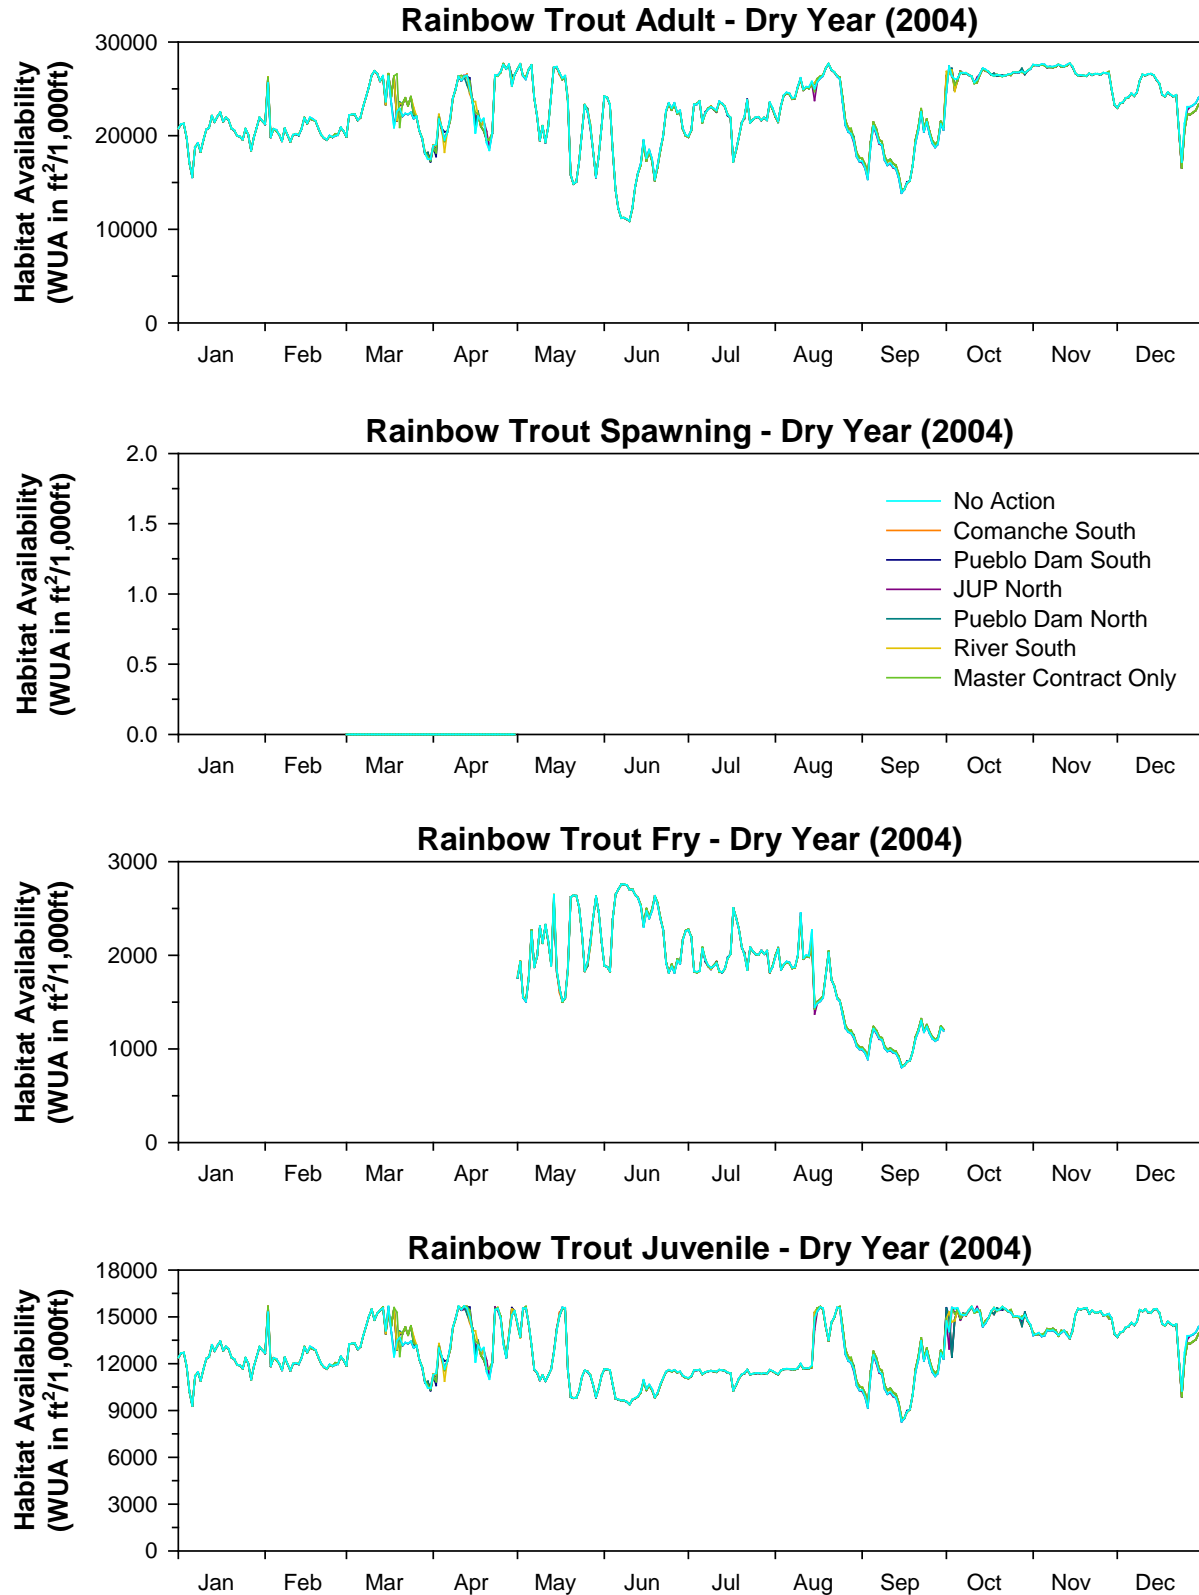 Rainbow Trout Adult - Dry Year (2004)
Habitat Availability
(WUA in ft²/1,000ft)
30000
20000
10000
0
Jan Feb Mar Apr May Jun Jul Aug Sep Oct Nov Dec
Rainbow Trout Spawning - Dry Year (2004)
Habitat Availability
(WUA in ft²/1,000ft)
2.0
1.5
1.0
0.5
0.0
No Action
Comanche South
Pueblo Dam South
JUP North
Pueblo Dam North
River South
Master Contract Only
Jan Feb Mar Apr May Jun Jul Aug Sep Oct Nov Dec
Rainbow Trout Fry - Dry Year (2004)
Habitat Availability
(WUA in ft²/1,000ft)
3000
2000
1000
0
Jan Feb Mar Apr May Jun Jul Aug Sep Oct Nov Dec
Rainbow Trout Juvenile - Dry Year (2004)
Habitat Availability
(WUA in ft²/1,000ft)
18000
15000
12000
9000
6000
3000
0
Jan Feb Mar Apr May Jun Jul Aug Sep Oct Nov Dec